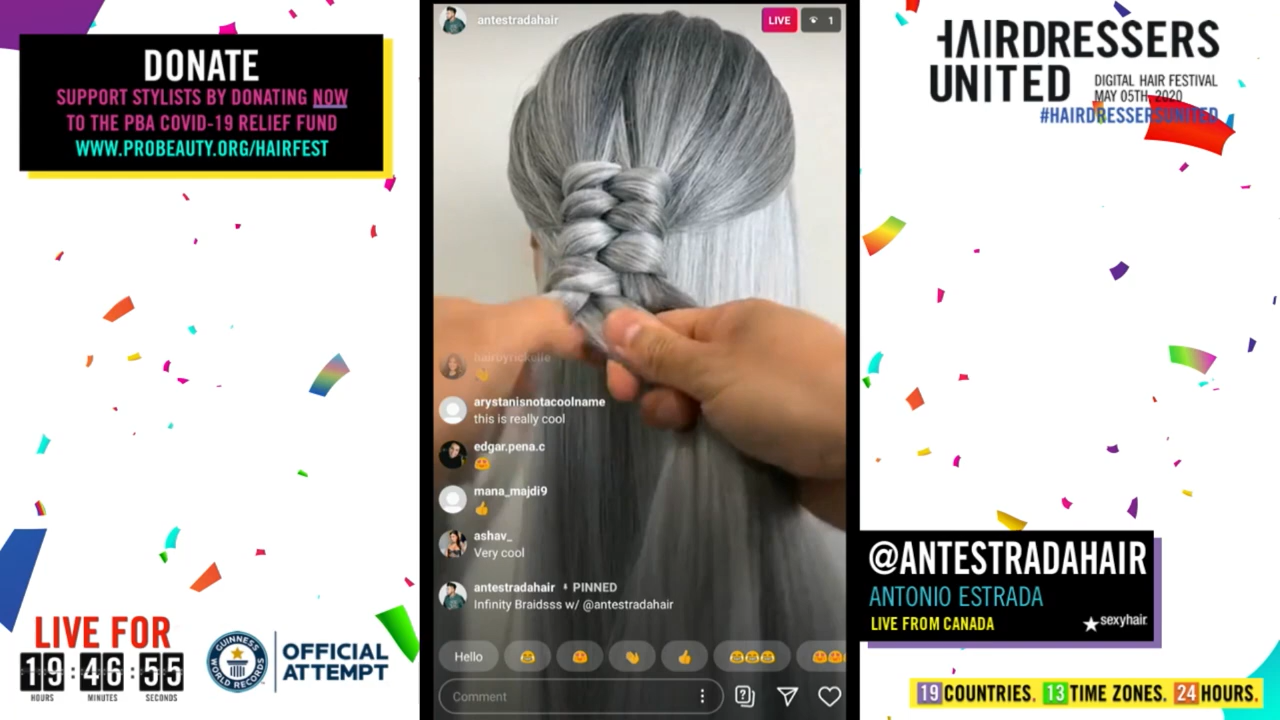 DONATE
SUPPORT STYLISTS BY DONATING NOW
TO THE PBA COVID-19 RELIEF FUND
WWW.PROBEAUTY.ORG/HAIRFEST
antestradahair
LIVE
1
HAIRDRESSERS
UNITED
DIGITAL HAIR FESTIVAL
MAY 05TH, 2020
#HAIRDRESSERSUNITED
hairbyrickelle
arystanisnotacoolname
this is really cool
edgar.pena.c
mana_majdi9
ashav_
Very cool
antestradahair PINNED
Infinity Braidsss w/ @antestradahair
Hello
Comment
LIVE FOR
19:46:55
HOURS MINUTES SECONDS
GUINNESS
WORLD RECORDS
OFFICIAL
ATTEMPT
@ANTESTRADAHAIR
ANTONIO ESTRADA
LIVE FROM CANADA
sexyhair
19 COUNTRIES. 13 TIME ZONES. 24 HOURS.